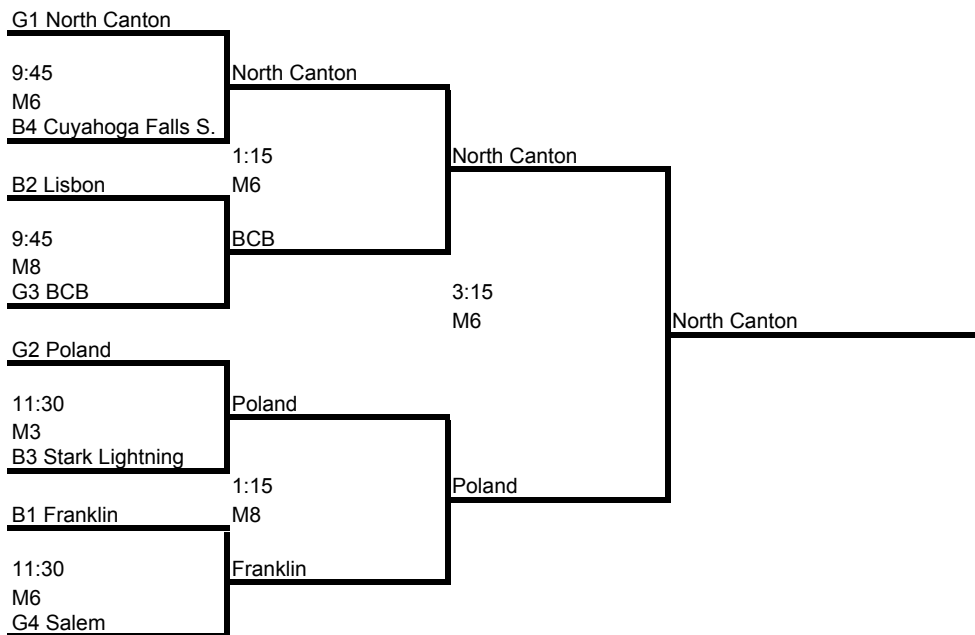 G1 North Canton
9:45
M6
B4 Cuyahoga Falls S.
North Canton
1:15
M6
B2 Lisbon
9:45
M8
G3 BCB
BCB
North Canton
3:15
M6
North Canton
G2 Poland
11:30
M3
B3 Stark Lightning
Poland
1:15
M8
B1 Franklin
11:30
M6
G4 Salem
Franklin
Poland